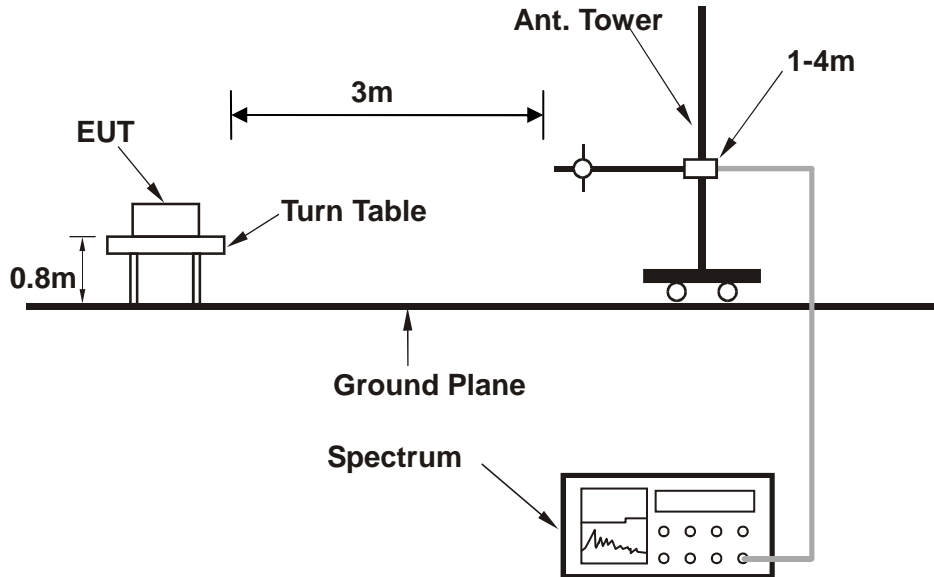 Ant. Tower
1-4m
3m
EUT
Turn Table
0.8m
Ground Plane
Spectrum